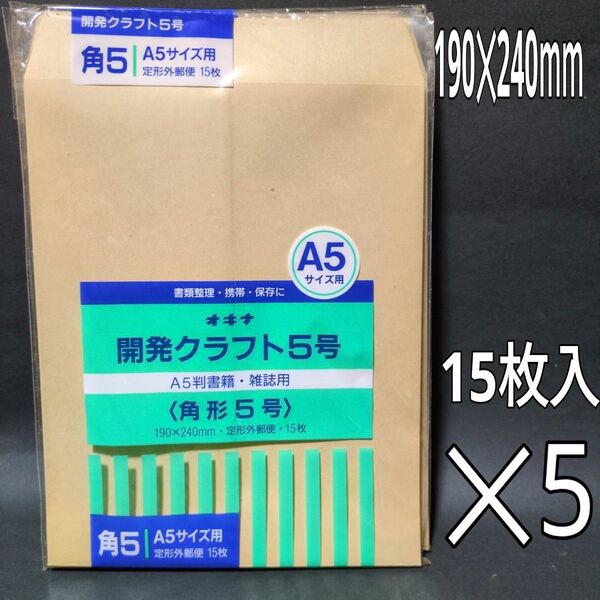 開発クラフト5号
角5
A5サイズ用
定形外郵便 15枚
190×240mm
A5
サイズ用
書類整理・携帯・保存に
オキナ
開発クラフト5号
A5判書籍・雑誌用
〈角形5号〉
190×240mm・定形外郵便・15枚
15枚入
×5
角5
A5サイズ用
定形外郵便 15枚